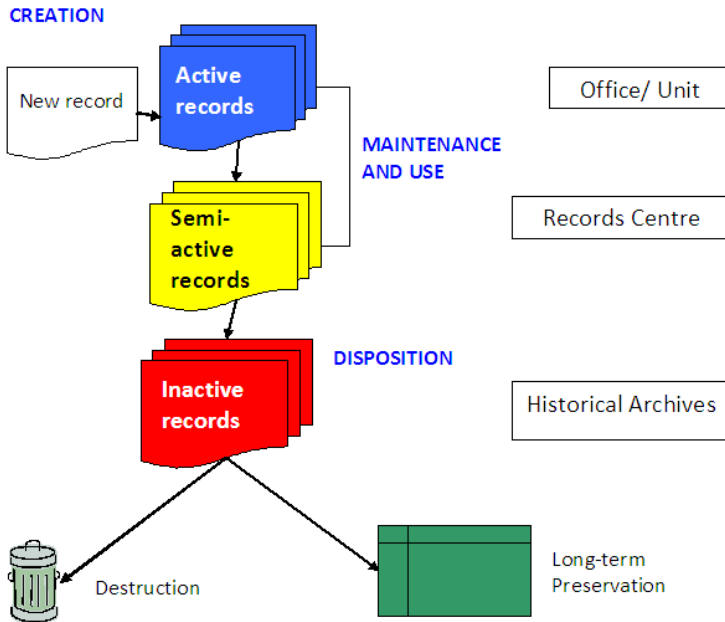 CREATION
New record
Active
records
Office/ Unit
MAINTENANCE
AND USE
Semi-
active
records
Records Centre
DISPOSITION
Inactive
records
Historical Archives
Destruction
Long-term
Preservation